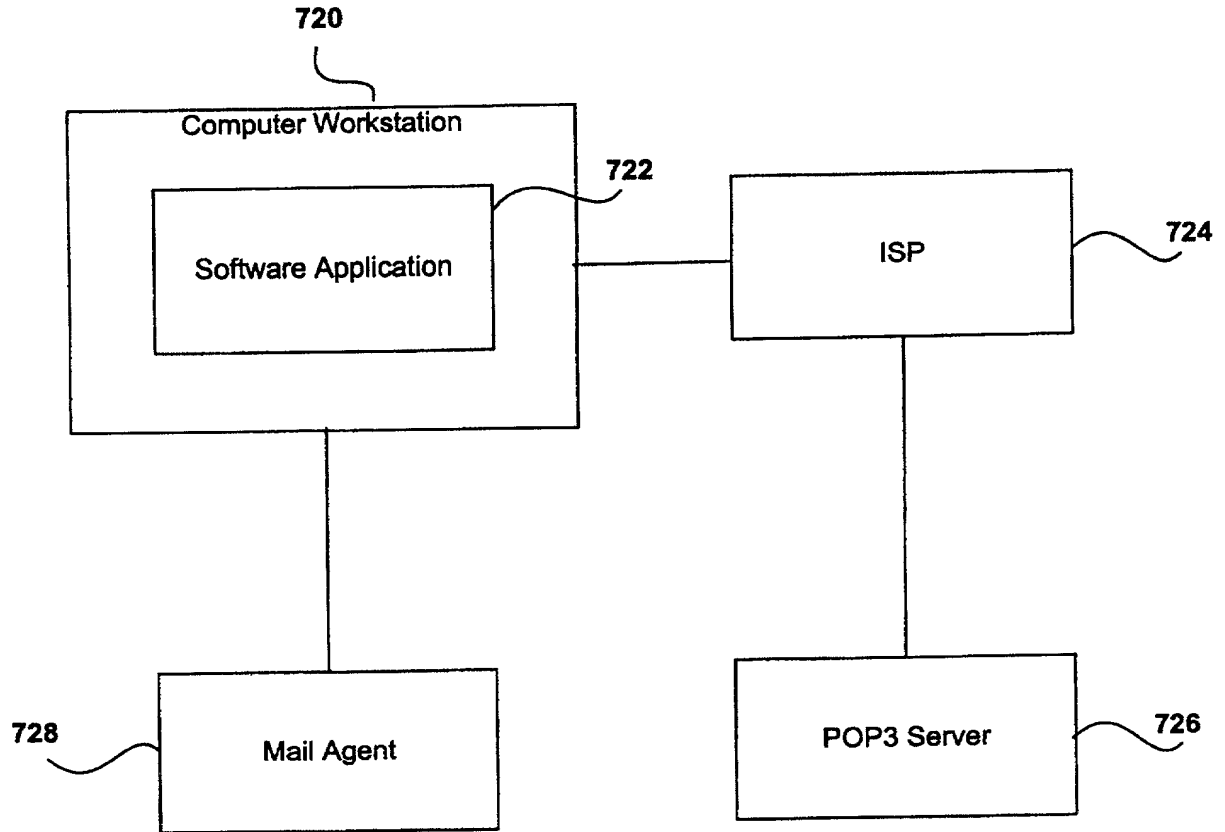 720
Computer Workstation
722
Software Application
ISP
724
728
Mail Agent
POP3 Server
726